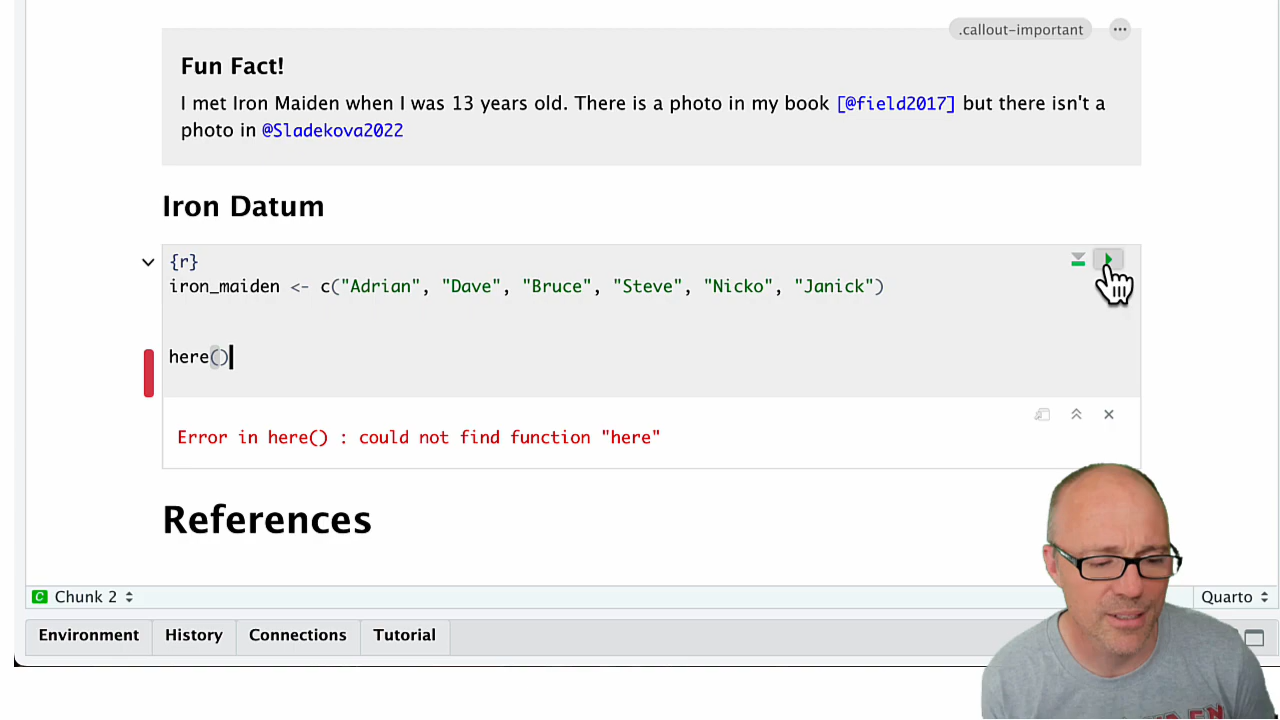 .callout-important
Fun Fact!
I met Iron Maiden when I was 13 years old. There is a photo in my book [@field2017] but there isn't a
photo in @Sladekova2022
Iron Datum
{r}
iron_maiden <- c("Adrian", "Dave", "Bruce", "Steve", "Nicko", "Janick")
here()
Error in here() : could not find function "here"
References
C Chunk 2
Quarto
Environment History Connections Tutorial